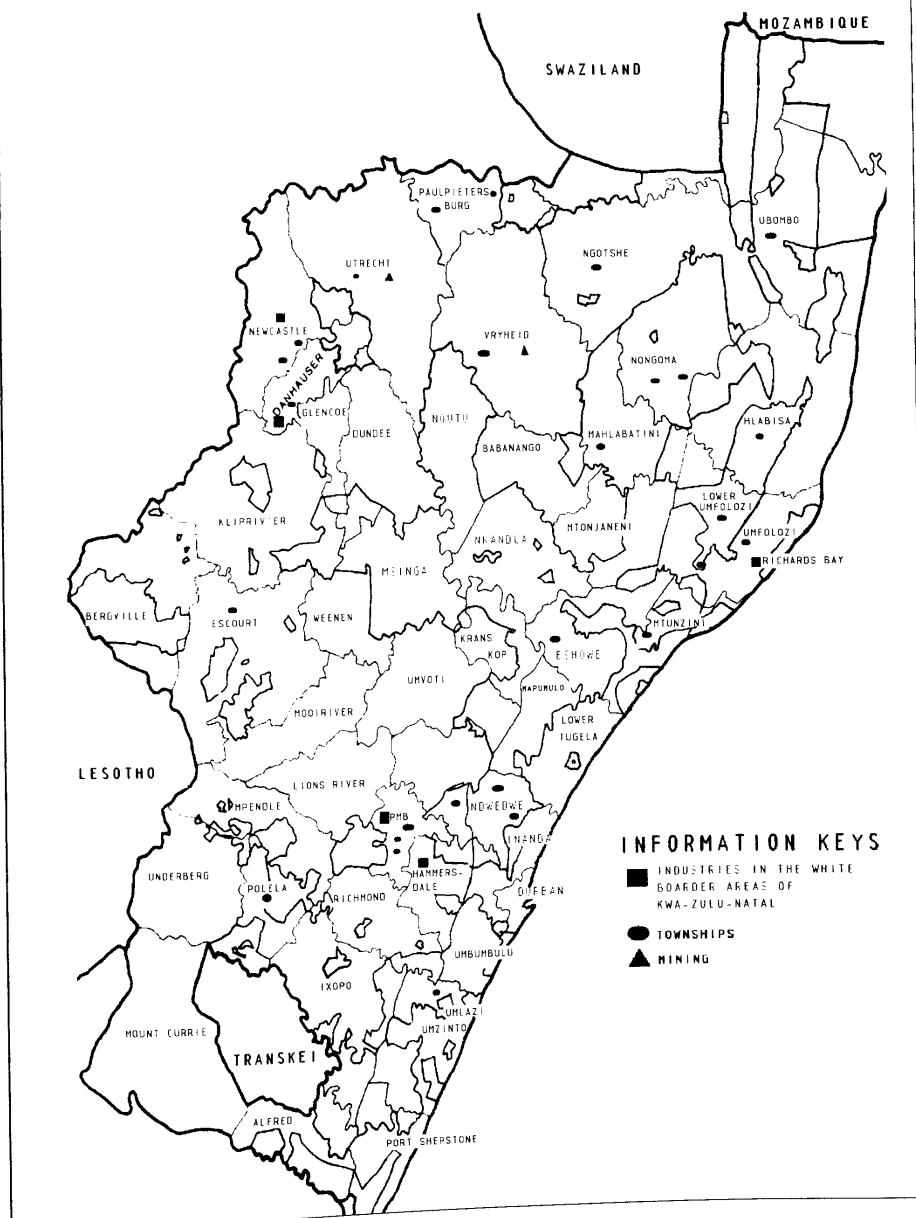 MOZAMBIQUE
SWAZILAND
PAULPIETERS
BURG
UBOMBO
NGOTSHE
UTRECHT
NEWCASTLE
VRYHEID
NONGOMA
DANHAUSER
GLENCOE
DUNDEE
NQUTU
HLABISA
MAHLABATINI
BABANANGO
LOWER
UMFOLOZI
KLIPRIVIER
MTONJANENI
UMFOLOZI
NKANDLA
RICHARDS BAY
MSINGA
BERGVILLE
ESCOURT
WEENEN
MTUNZINI
KRANS
KOP
ESHOWE
UMVOTI
MAPUMULO
MOOIRIVER
LOWER
TUGELA
LESOTHO
LIONS RIVER
MPENDLE
NDWEDWE
PMB
INANDA
INFORMATION KEYS
INDUSTRIES IN THE WHITE
BOARDER AREAS OF
KWA-ZULU-NATAL
UNDERBERG
HAMMERS-
DALE
POLELA
RICHMOND
DURBAN
TOWNSHIPS
UMBUMBULU
MINING
IXOPO
UMLAZI
UMZINTO
MOUNT CURRIE
TRANSKEI
ALFRED
PORT SHEPSTONE